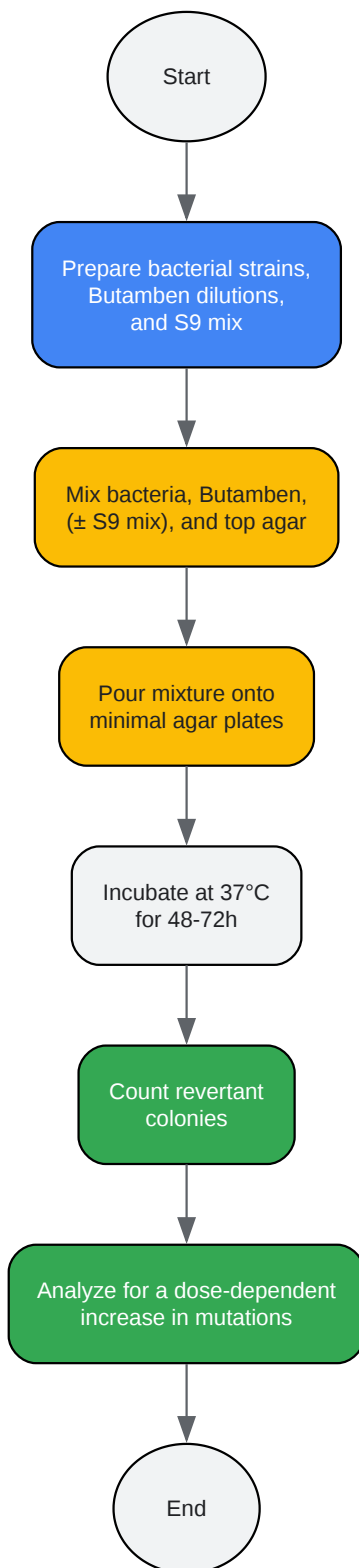 Start
Prepare bacterial strains,
Butamben dilutions,
and S9 mix
Mix bacteria, Butamben,
(± S9 mix), and top agar
Pour mixture onto
minimal agar plates
Incubate at 37°C
for 48-72h
Count revertant
colonies
Analyze for a dose-dependent
increase in mutations
End